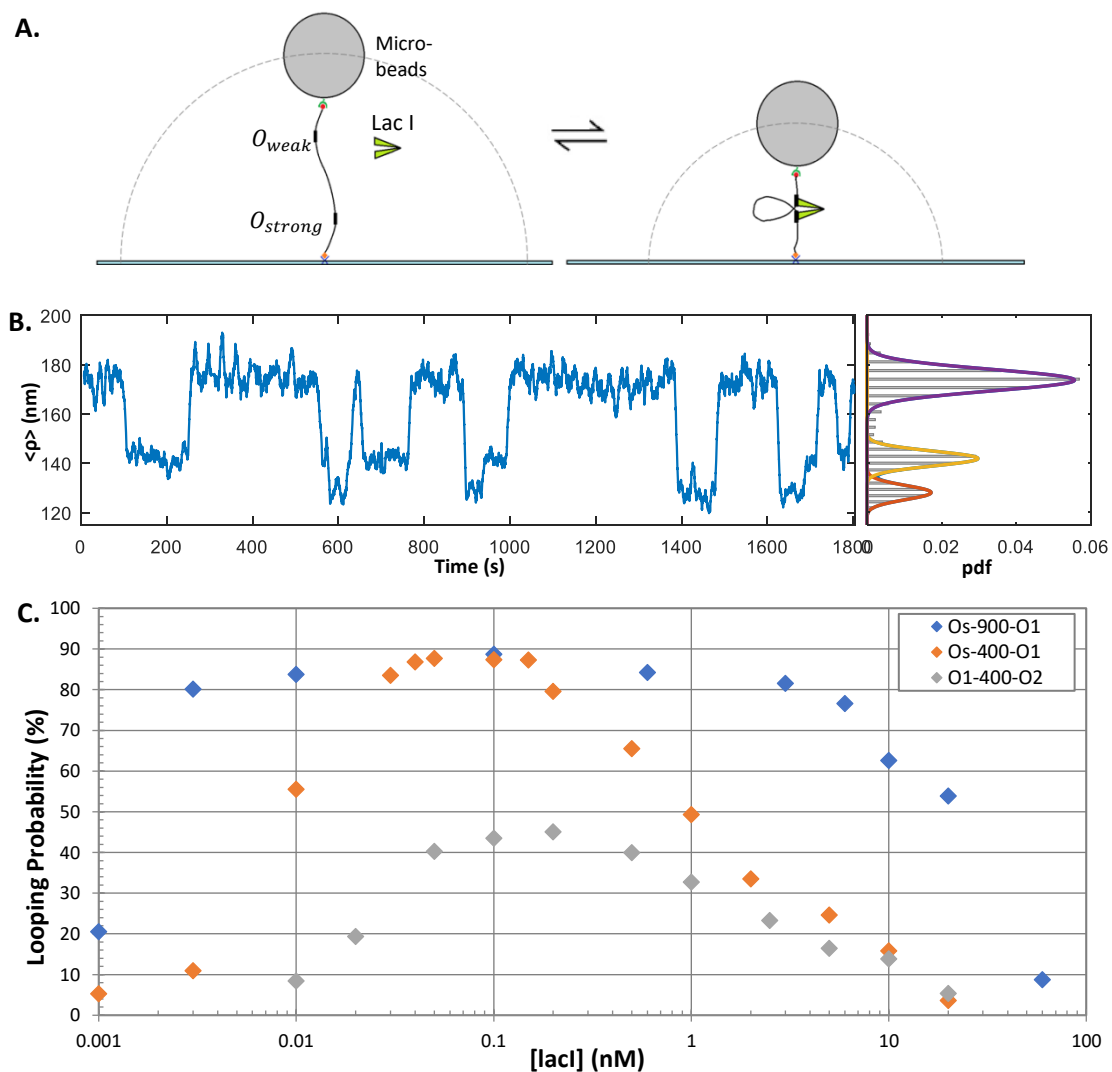 A.
Micro-
beads
Lac I
O_weak
O_strong
B.
200
180
160
140
120
<ρ> (nm)
0 200 400 600 800 1000 1200 1400 1600 1800
Time (s)
0 0.02 0.04 0.06
pdf
C.
100
90
80
70
60
50
40
30
20
10
0
Looping Probability (%)
Os-900-O1
Os-400-O1
O1-400-O2
0.001 0.01 0.1 1 10 100
[lacI] (nM)